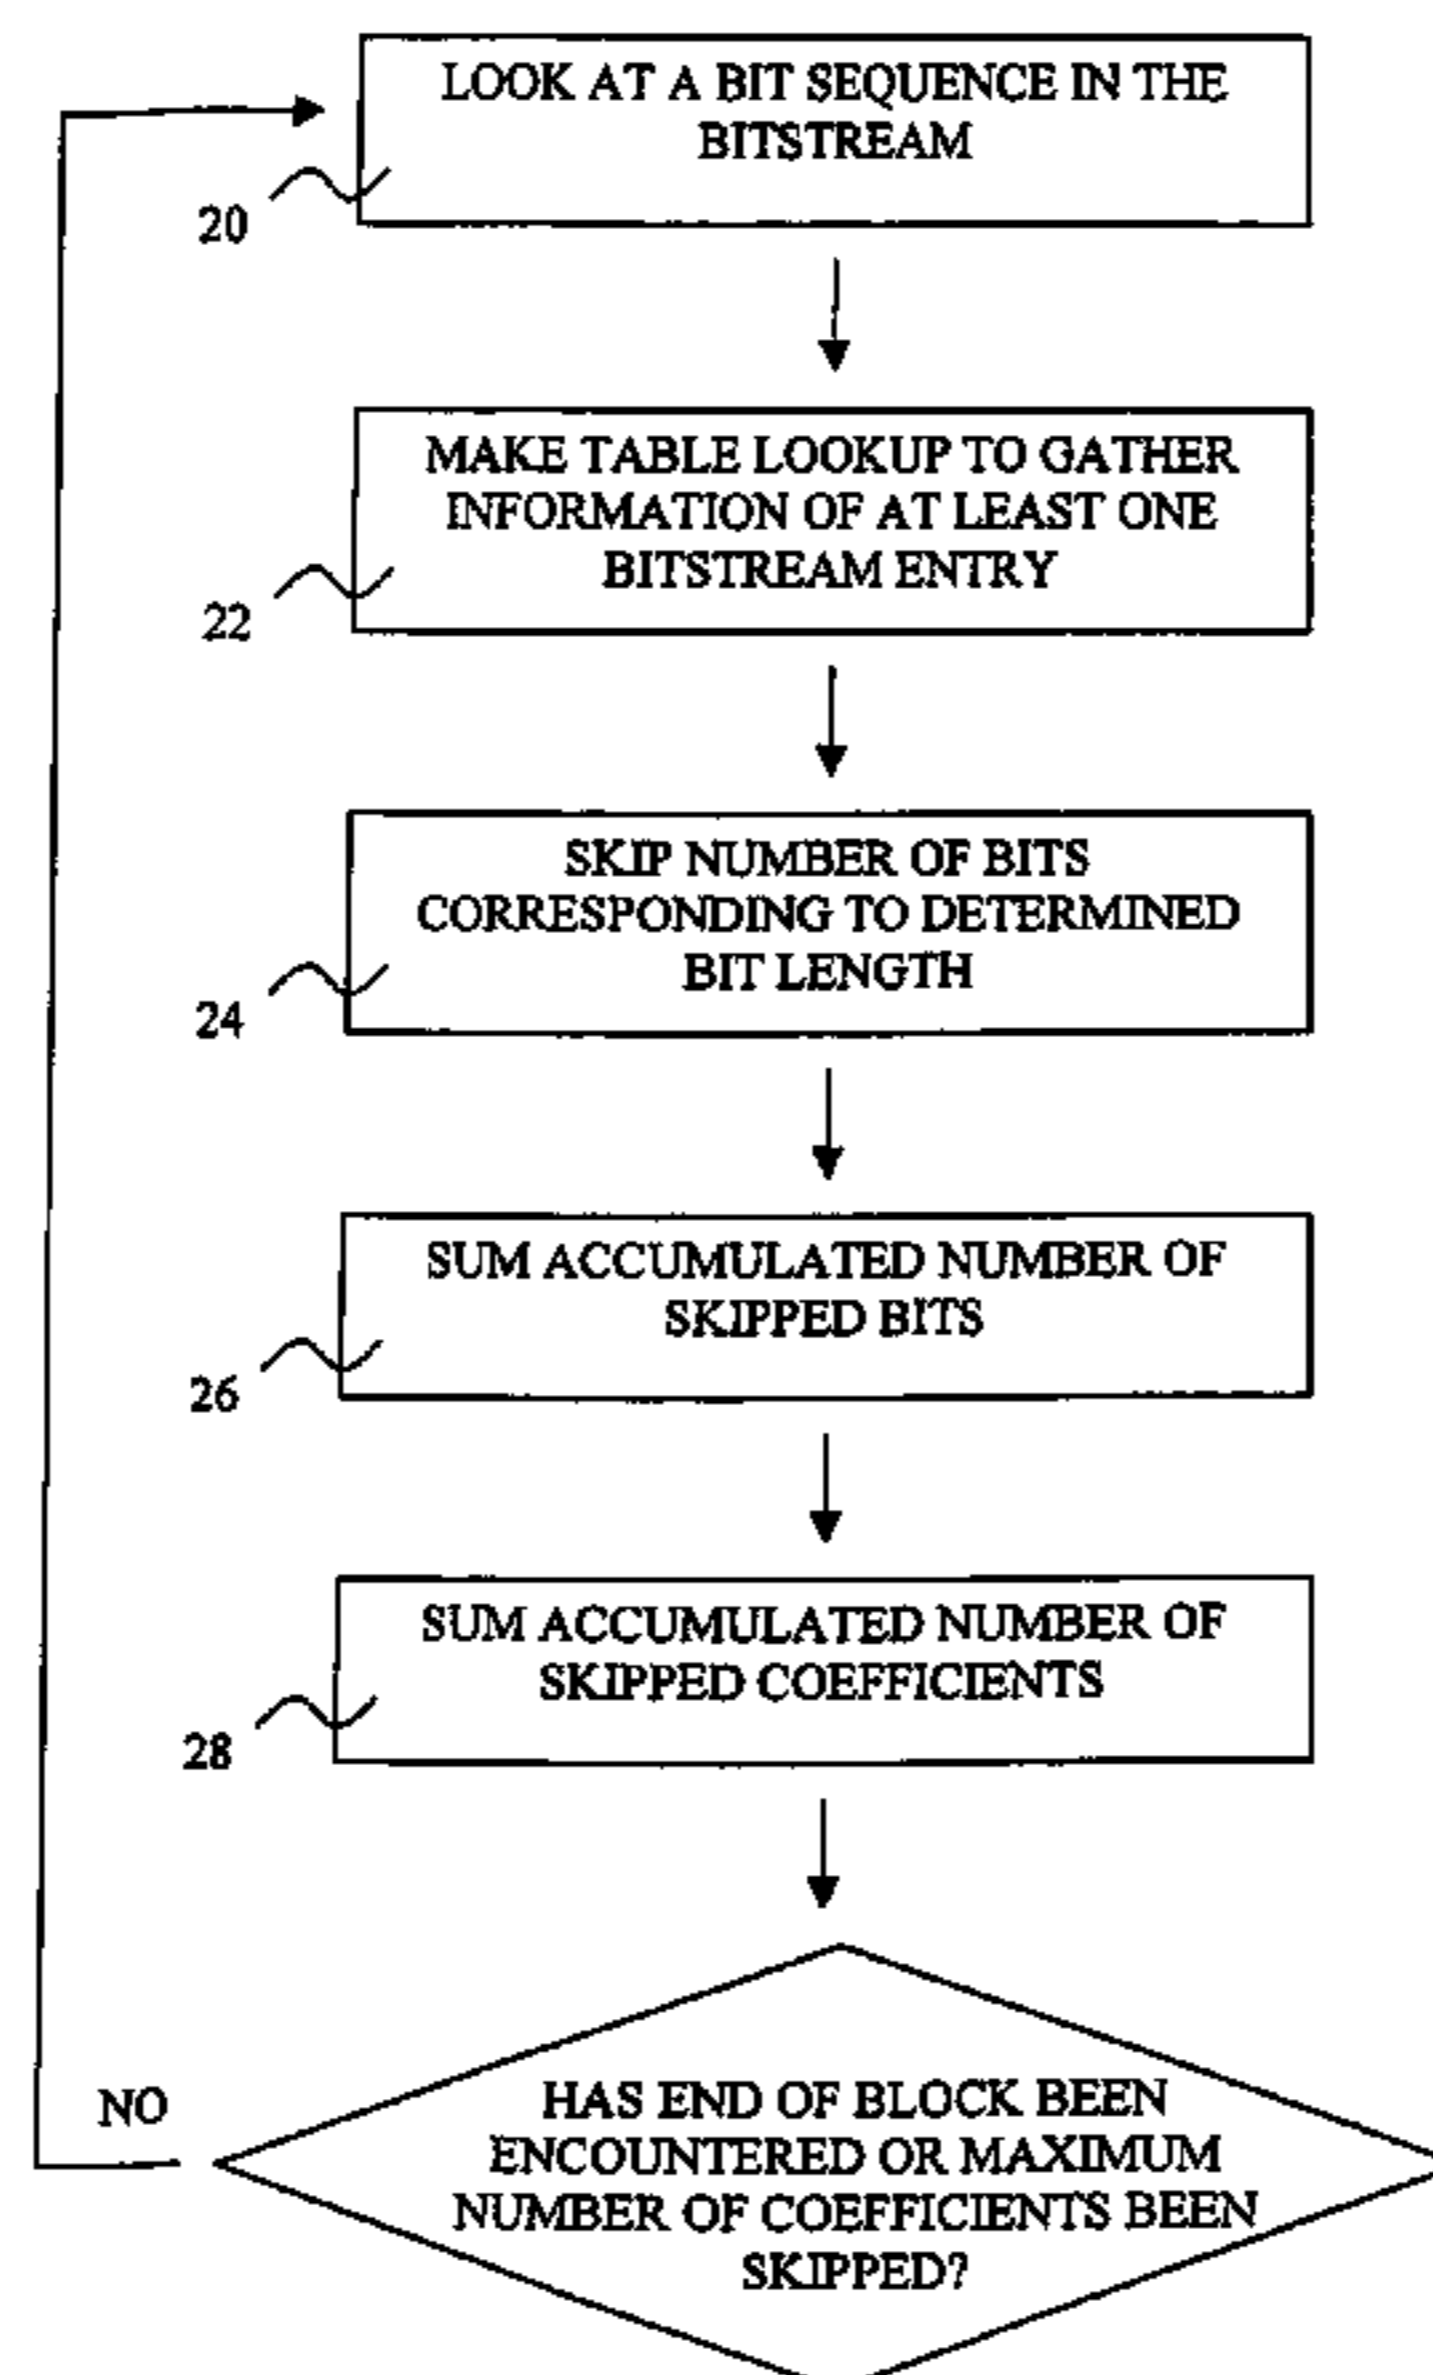 LOOK AT A BIT SEQUENCE IN THE
BITSTREAM
20
MAKE TABLE LOOKUP TO GATHER
INFORMATION OF AT LEAST ONE
BITSTREAM ENTRY
22
SKIP NUMBER OF BITS
CORRESPONDING TO DETERMINED
BIT LENGTH
24
SUM ACCUMULATED NUMBER OF
SKIPPED BITS
26
SUM ACCUMULATED NUMBER OF
SKIPPED COEFFICIENTS
28
NO
HAS END OF BLOCK BEEN
ENCOUNTERED OR MAXIMUM
NUMBER OF COEFFICIENTS BEEN
SKIPPED?